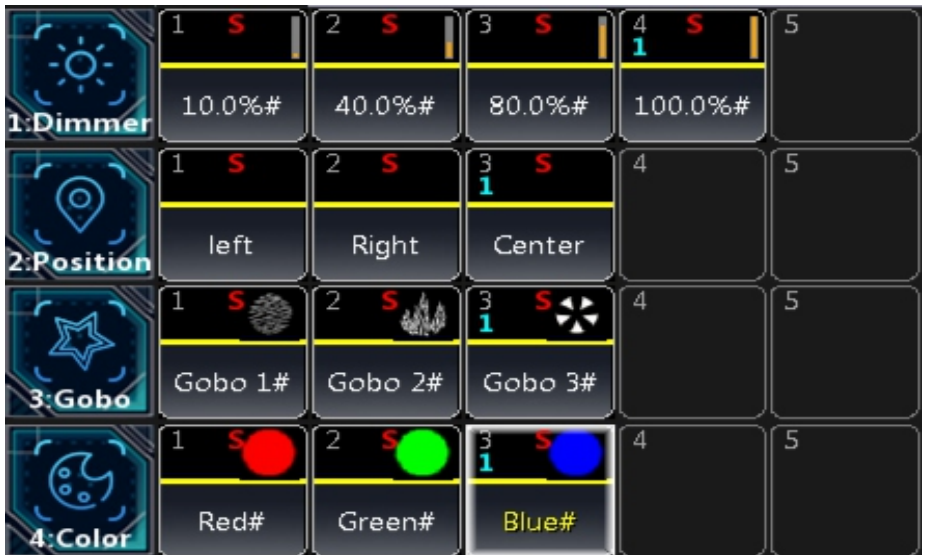 1 S 2 S 3 S 4 S 5
1
1:Dimmer 10.0%# 40.0%# 80.0%# 100.0%#
1 S 2 S 3 S 4 5
1
2:Position left Right Center
1 S 2 S 3 S 4 5
1
3:Gobo Gobo 1# Gobo 2# Gobo 3#
1 S 2 S 3 S 4 5
1
4:Color Red# Green# Blue#